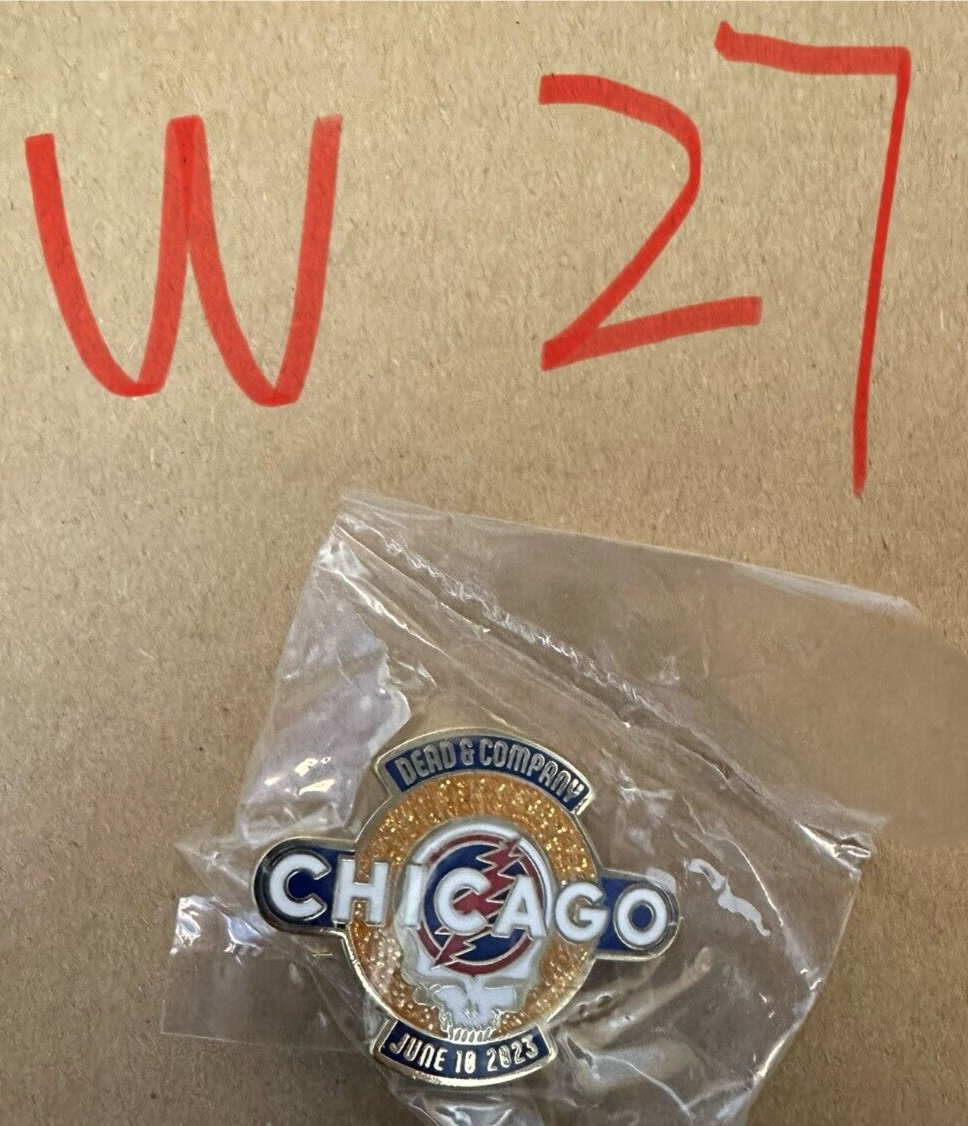 W 27
DEAD & COMPANY
CHICAGO
JUNE 10 2023